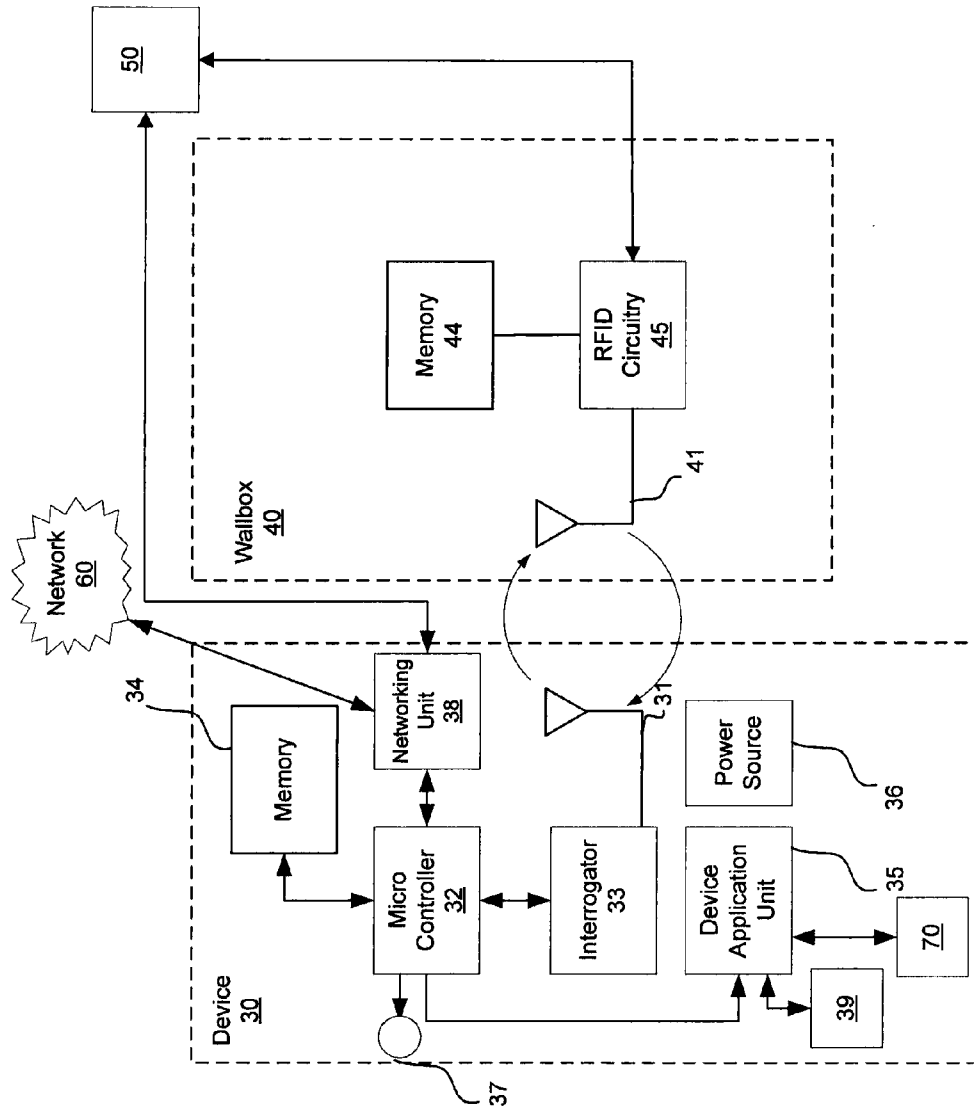 Device
30
37
Micro
Controller
32
Memory
34
Networking
Unit
38
Network
60
Interrogator
33
31
Device
Application
Unit
35
Power
Source
36
39
70
Wallbox
40
41
Memory
44
RFID
Circuitry
45
50